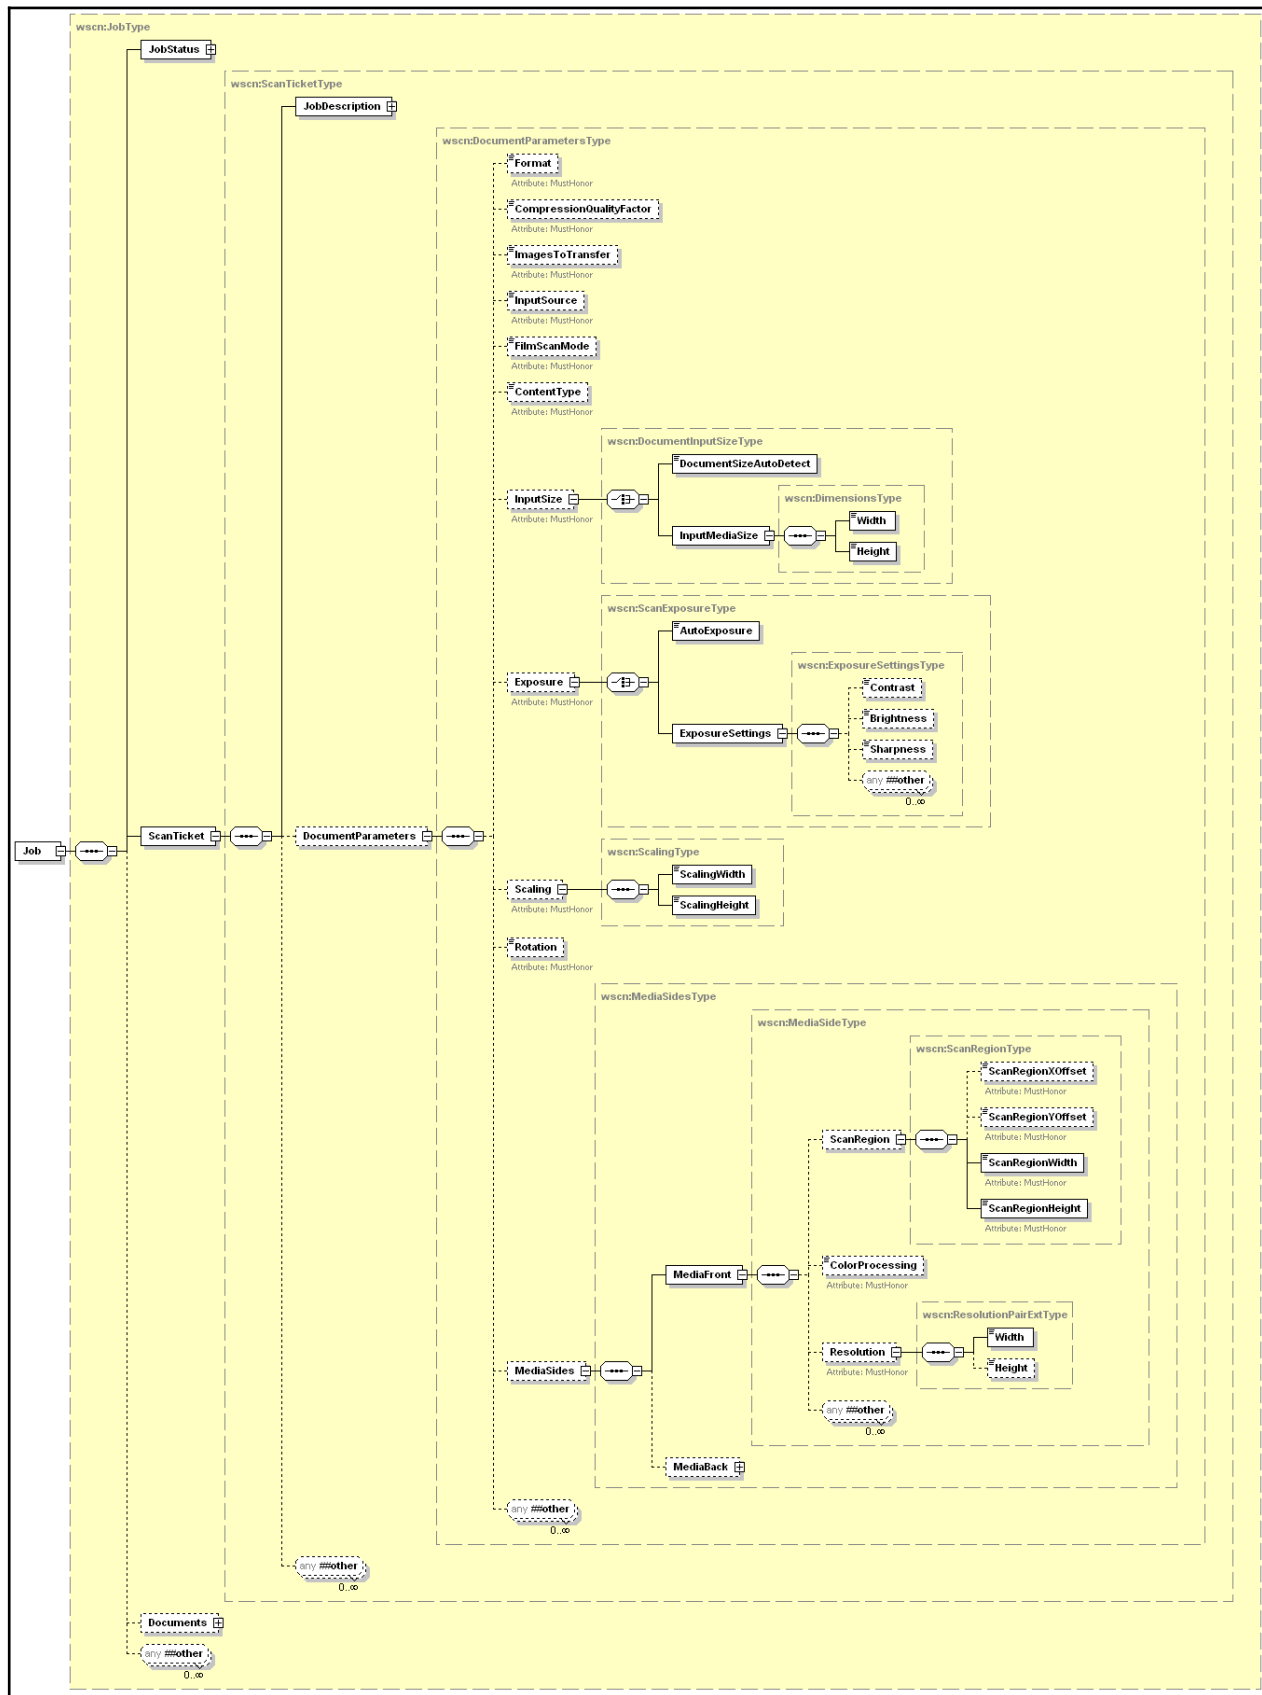 wscn:JobType
JobStatus
wscn:ScanTicketType
JobDescription
wscn:DocumentParametersType
Format
Attribute: MustHonor
CompressionQualityFactor
Attribute: MustHonor
ImagesToTransfer
Attribute: MustHonor
InputSource
Attribute: MustHonor
FilmScanMode
Attribute: MustHonor
ContentType
Attribute: MustHonor
wscn:DocumentInputSizeType
DocumentSizeAutoDetect
wscn:DimensionsType
InputSize
Attribute: MustHonor
Width
InputMediaSize
Height
wscn:ScanExposureType
AutoExposure
wscn:ExposureSettingsType
Exposure
Attribute: MustHonor
Contrast
Brightness
ExposureSettings
Sharpness
any ##other
0..∞
Job
ScanTicket
DocumentParameters
wscn:ScalingType
ScalingWidth
Scaling
Attribute: MustHonor
ScalingHeight
Rotation
Attribute: MustHonor
wscn:MediaSidesType
wscn:MediaSideType
wscn:ScanRegionType
ScanRegionXOffset
Attribute: MustHonor
ScanRegionYOffset
Attribute: MustHonor
ScanRegion
ScanRegionWidth
Attribute: MustHonor
ScanRegionHeight
Attribute: MustHonor
MediaFront
ColorProcessing
Attribute: MustHonor
wscn:ResolutionPairExtType
Width
Resolution
Attribute: MustHonor
Height
MediaSides
any ##other
0..∞
MediaBack
any ##other
0..∞
any ##other
0..∞
Documents
any ##other
0..∞